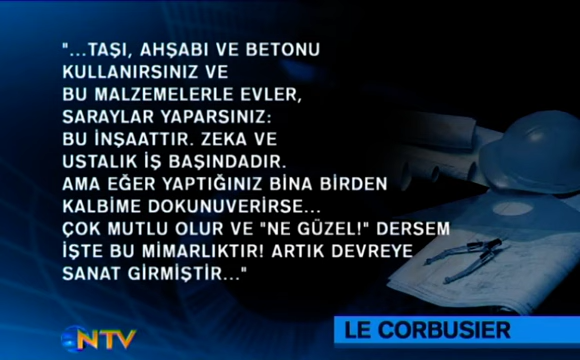 "...TAŞI, AHŞABI VE BETONU
KULLANIRSINIZ VE
BU MALZEMELERLE EVLER,
SARAYLAR YAPARSINIZ:
BU İNŞAATTIR. ZEKA VE
USTALIK İŞ BAŞINDADIR.
AMA EĞER YAPTIĞINIZ BİNA BİRDEN
KALBİME DOKUNUVERİRSE...
ÇOK MUTLU OLUR VE "NE GÜZEL!" DERSEM
İŞTE BU MİMARLIKTIR! ARTIK DEVREYE
SANAT GİRMİŞTİR..."
NTV
LE CORBUSIER